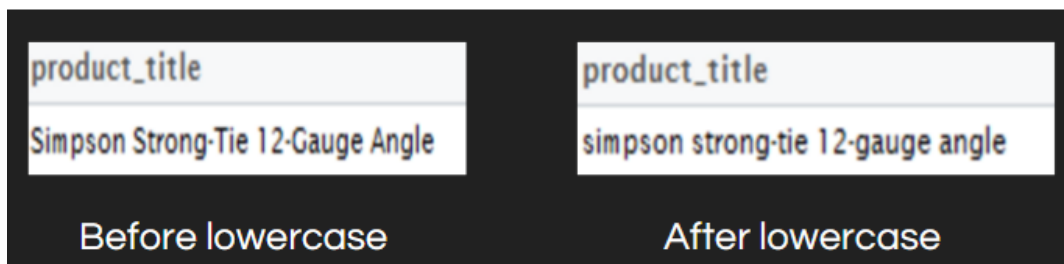 product_title
Simpson Strong-Tie 12-Gauge Angle
Before lowercase
product_title
simpson strong-tie 12-gauge angle
After lowercase